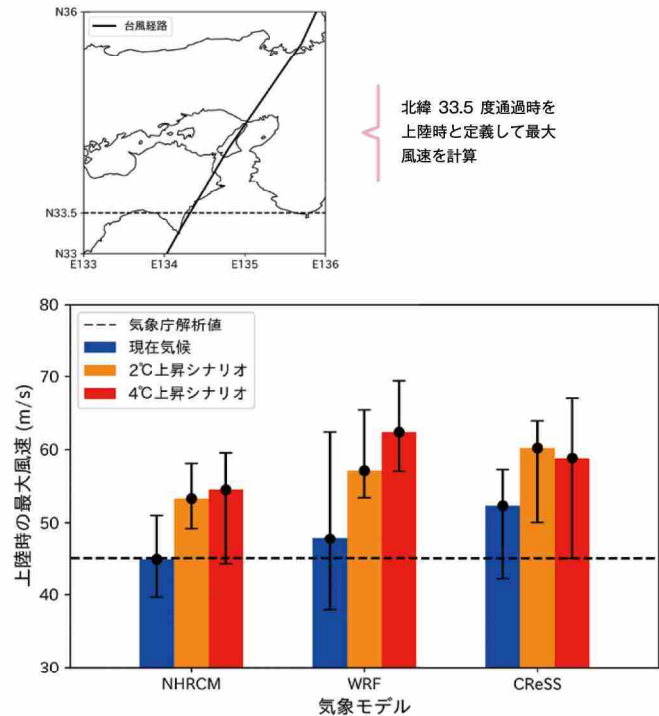 N36
台風経路
N33.5
N33
E133
E134
E135
E136
北緯 33.5 度通過時を
上陸時と定義して最大
風速を計算
80
70
60
50
40
30
上陸時の最大風速 (m/s)
気象庁解析値
現在気候
2℃上昇シナリオ
4℃上昇シナリオ
NHRCM
WRF
CReSS
気象モデル